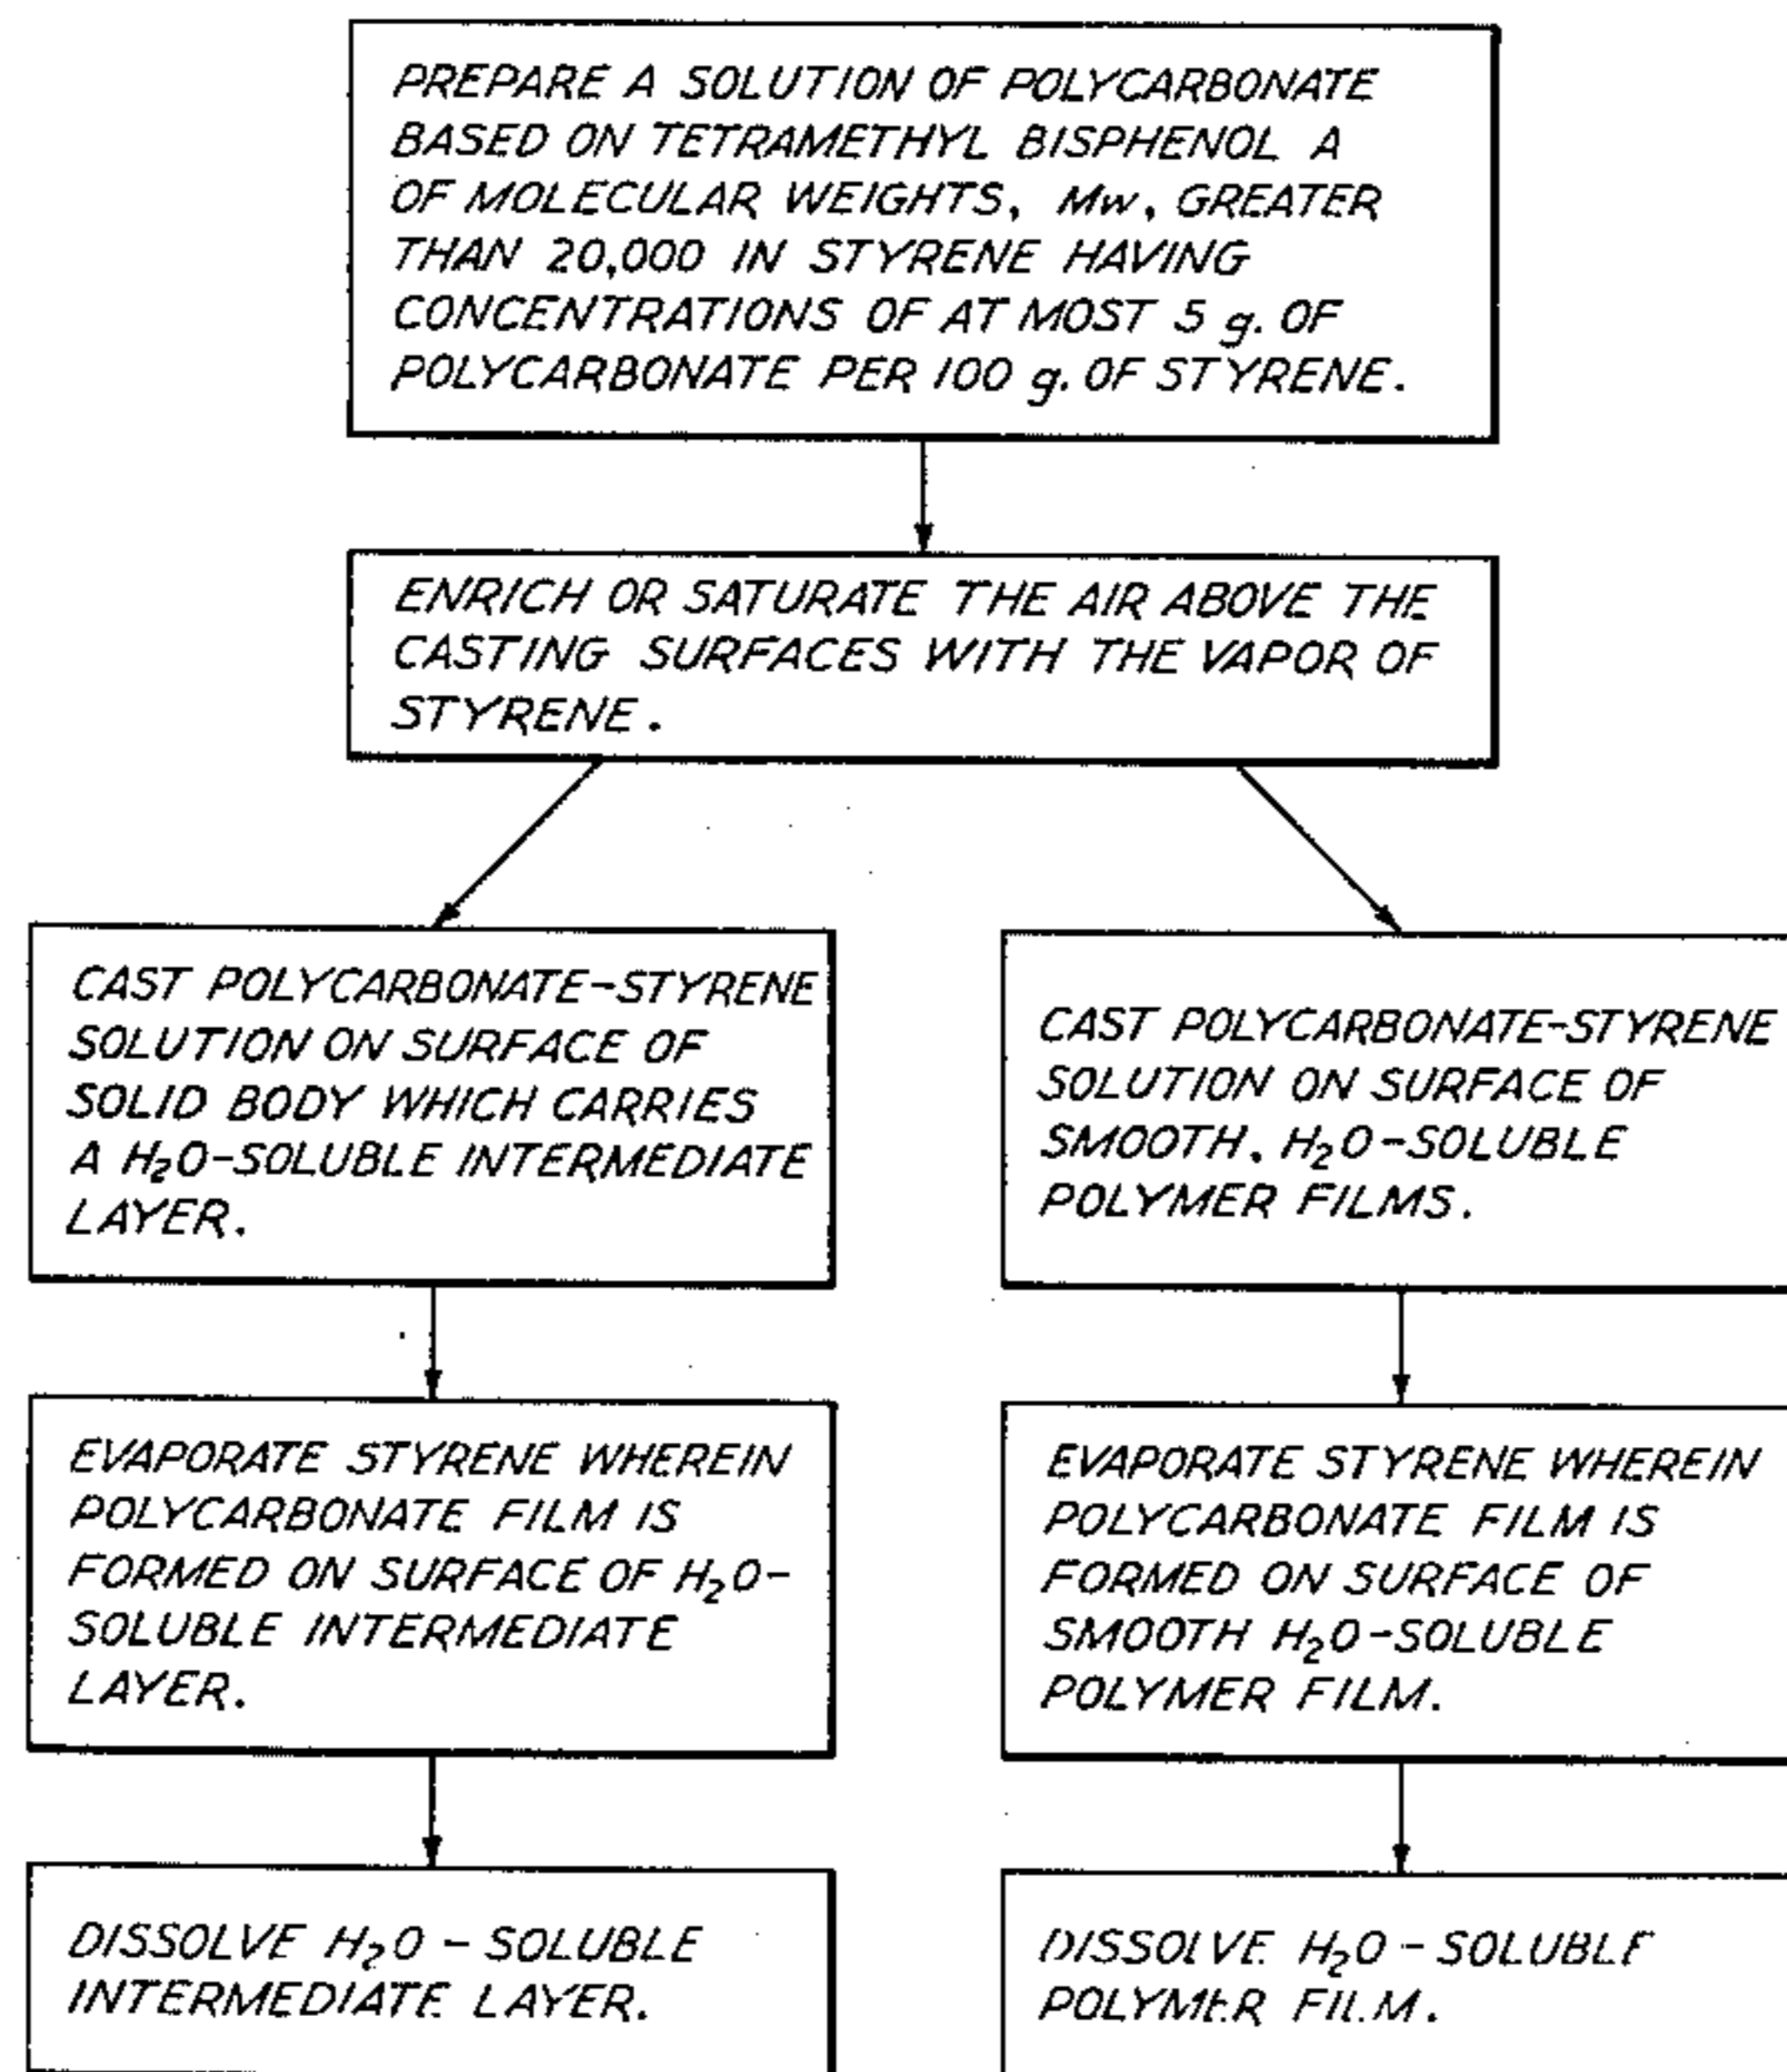 PREPARE A SOLUTION OF POLYCARBONATE
BASED ON TETRAMETHYL BISPHENOL A
OF MOLECULAR WEIGHTS, Mw, GREATER
THAN 20,000 IN STYRENE HAVING
CONCENTRATIONS OF AT MOST 5 g. OF
POLYCARBONATE PER 100 g. OF STYRENE.
ENRICH OR SATURATE THE AIR ABOVE THE
CASTING SURFACES WITH THE VAPOR OF
STYRENE.
CAST POLYCARBONATE-STYRENE
SOLUTION ON SURFACE OF
SOLID BODY WHICH CARRIES
A H₂O-SOLUBLE INTERMEDIATE
LAYER.
EVAPORATE STYRENE WHEREIN
POLYCARBONATE FILM IS
FORMED ON SURFACE OF H₂O-
SOLUBLE INTERMEDIATE
LAYER.
DISSOLVE H₂O - SOLUBLE
INTERMEDIATE LAYER.
CAST POLYCARBONATE-STYRENE
SOLUTION ON SURFACE OF
SMOOTH, H₂O-SOLUBLE
POLYMER FILMS.
EVAPORATE STYRENE WHEREIN
POLYCARBONATE FILM IS
FORMED ON SURFACE OF
SMOOTH H₂O-SOLUBLE
POLYMER FILM.
DISSOLVE H₂O - SOLUBLE
POLYMER FILM.